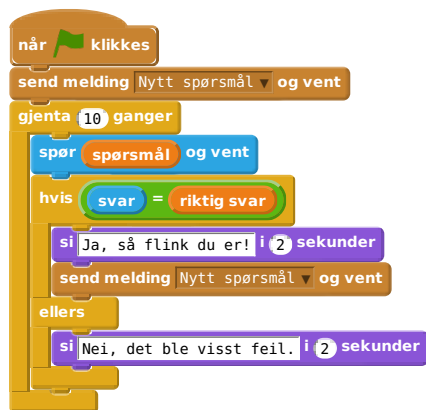 når klikkes
send melding Nytt spørsmål og vent
gjenta 10 ganger
spør spørsmål og vent
hvis svar = riktig svar
si Ja, så flink du er! i 2 sekunder
send melding Nytt spørsmål og vent
ellers
si Nei, det ble visst feil. i 2 sekunder